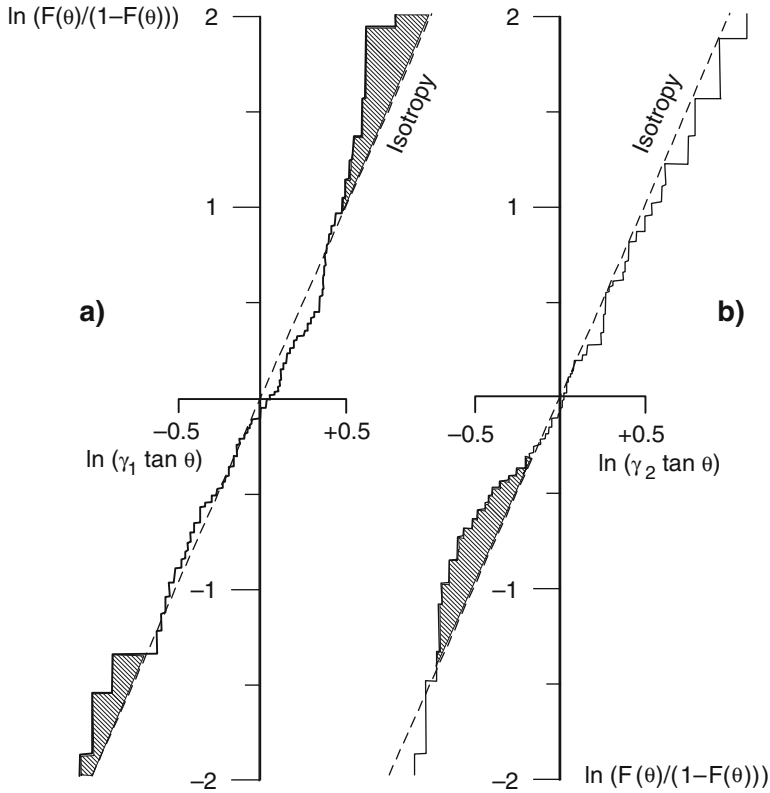 ln (F(θ)/(1–F(θ)))
2
2
Isotropy
Isotropy
1
1
a)
b)
–0.5
+0.5
–0.5
+0.5
ln (γ₁ tan θ)
ln (γ₂ tan θ)
–1
–1
–2
–2
ln (F(θ)/(1–F(θ)))